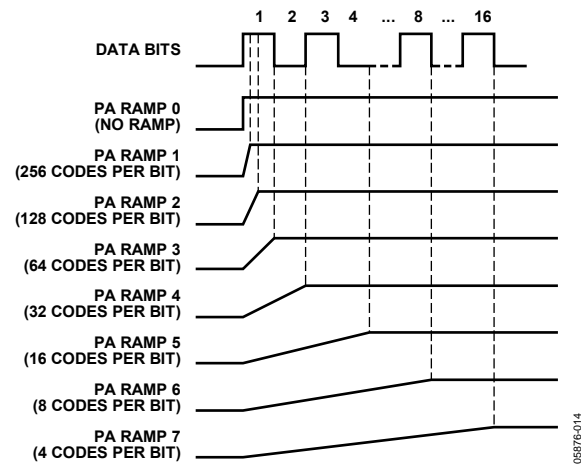 1 2 3 4 ... 8 ... 16
DATA BITS
PA RAMP 0
(NO RAMP)
PA RAMP 1
(256 CODES PER BIT)
PA RAMP 2
(128 CODES PER BIT)
PA RAMP 3
(64 CODES PER BIT)
PA RAMP 4
(32 CODES PER BIT)
PA RAMP 5
(16 CODES PER BIT)
PA RAMP 6
(8 CODES PER BIT)
PA RAMP 7
(4 CODES PER BIT)
05876-014